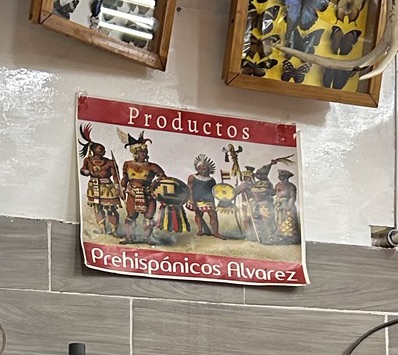 Productos
Prehispánicos Alvarez